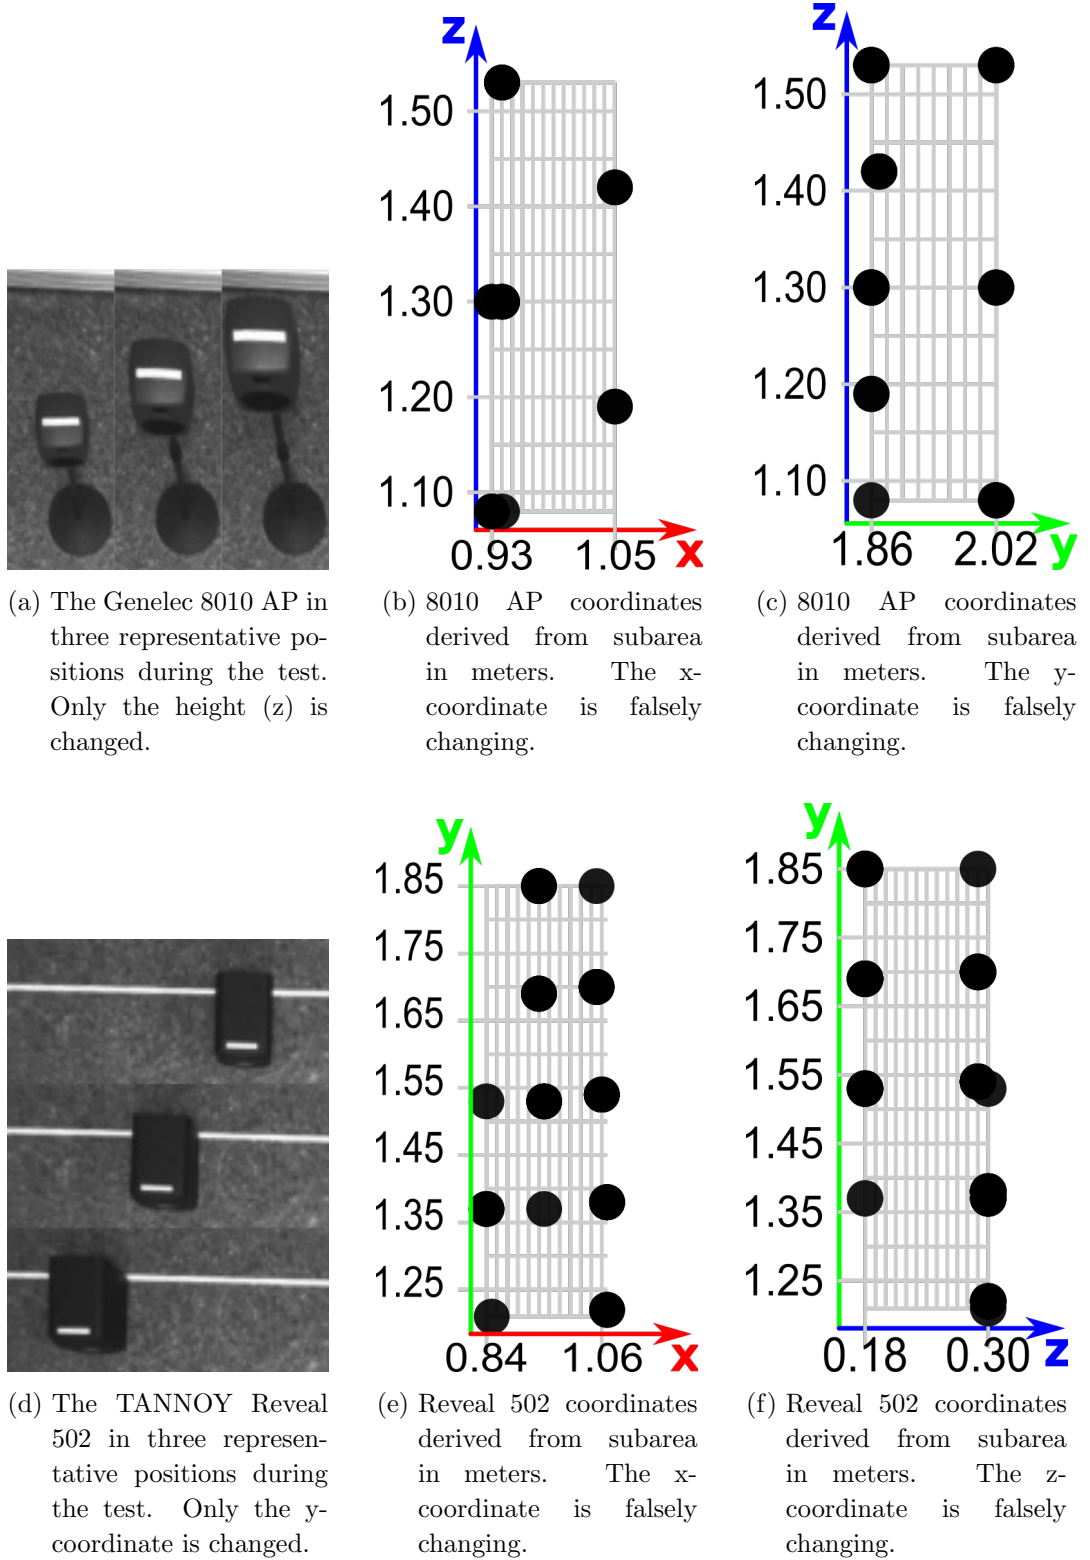 z
1.50
1.40
1.30
1.20
1.10
0.93
1.05
x
z
1.50
1.40
1.30
1.20
1.10
1.86
2.02
y
(a) The Genelec 8010 AP in
three representative po-
sitions during the test.
Only the height (z) is
changed.
(b) 8010 AP coordinates
derived from subarea
in meters. The x-
coordinate is falsely
changing.
(c) 8010 AP coordinates
derived from subarea
in meters. The y-
coordinate is falsely
changing.
y
1.85
1.75
1.65
1.55
1.45
1.35
1.25
0.84
1.06
x
y
1.85
1.75
1.65
1.55
1.45
1.35
1.25
0.18
0.30
z
(d) The TANNOY Reveal
502 in three represen-
tative positions during
the test. Only the y-
coordinate is changed.
(e) Reveal 502 coordinates
derived from subarea
in meters. The x-
coordinate is falsely
changing.
(f) Reveal 502 coordinates
derived from subarea
in meters. The z-
coordinate is falsely
changing.